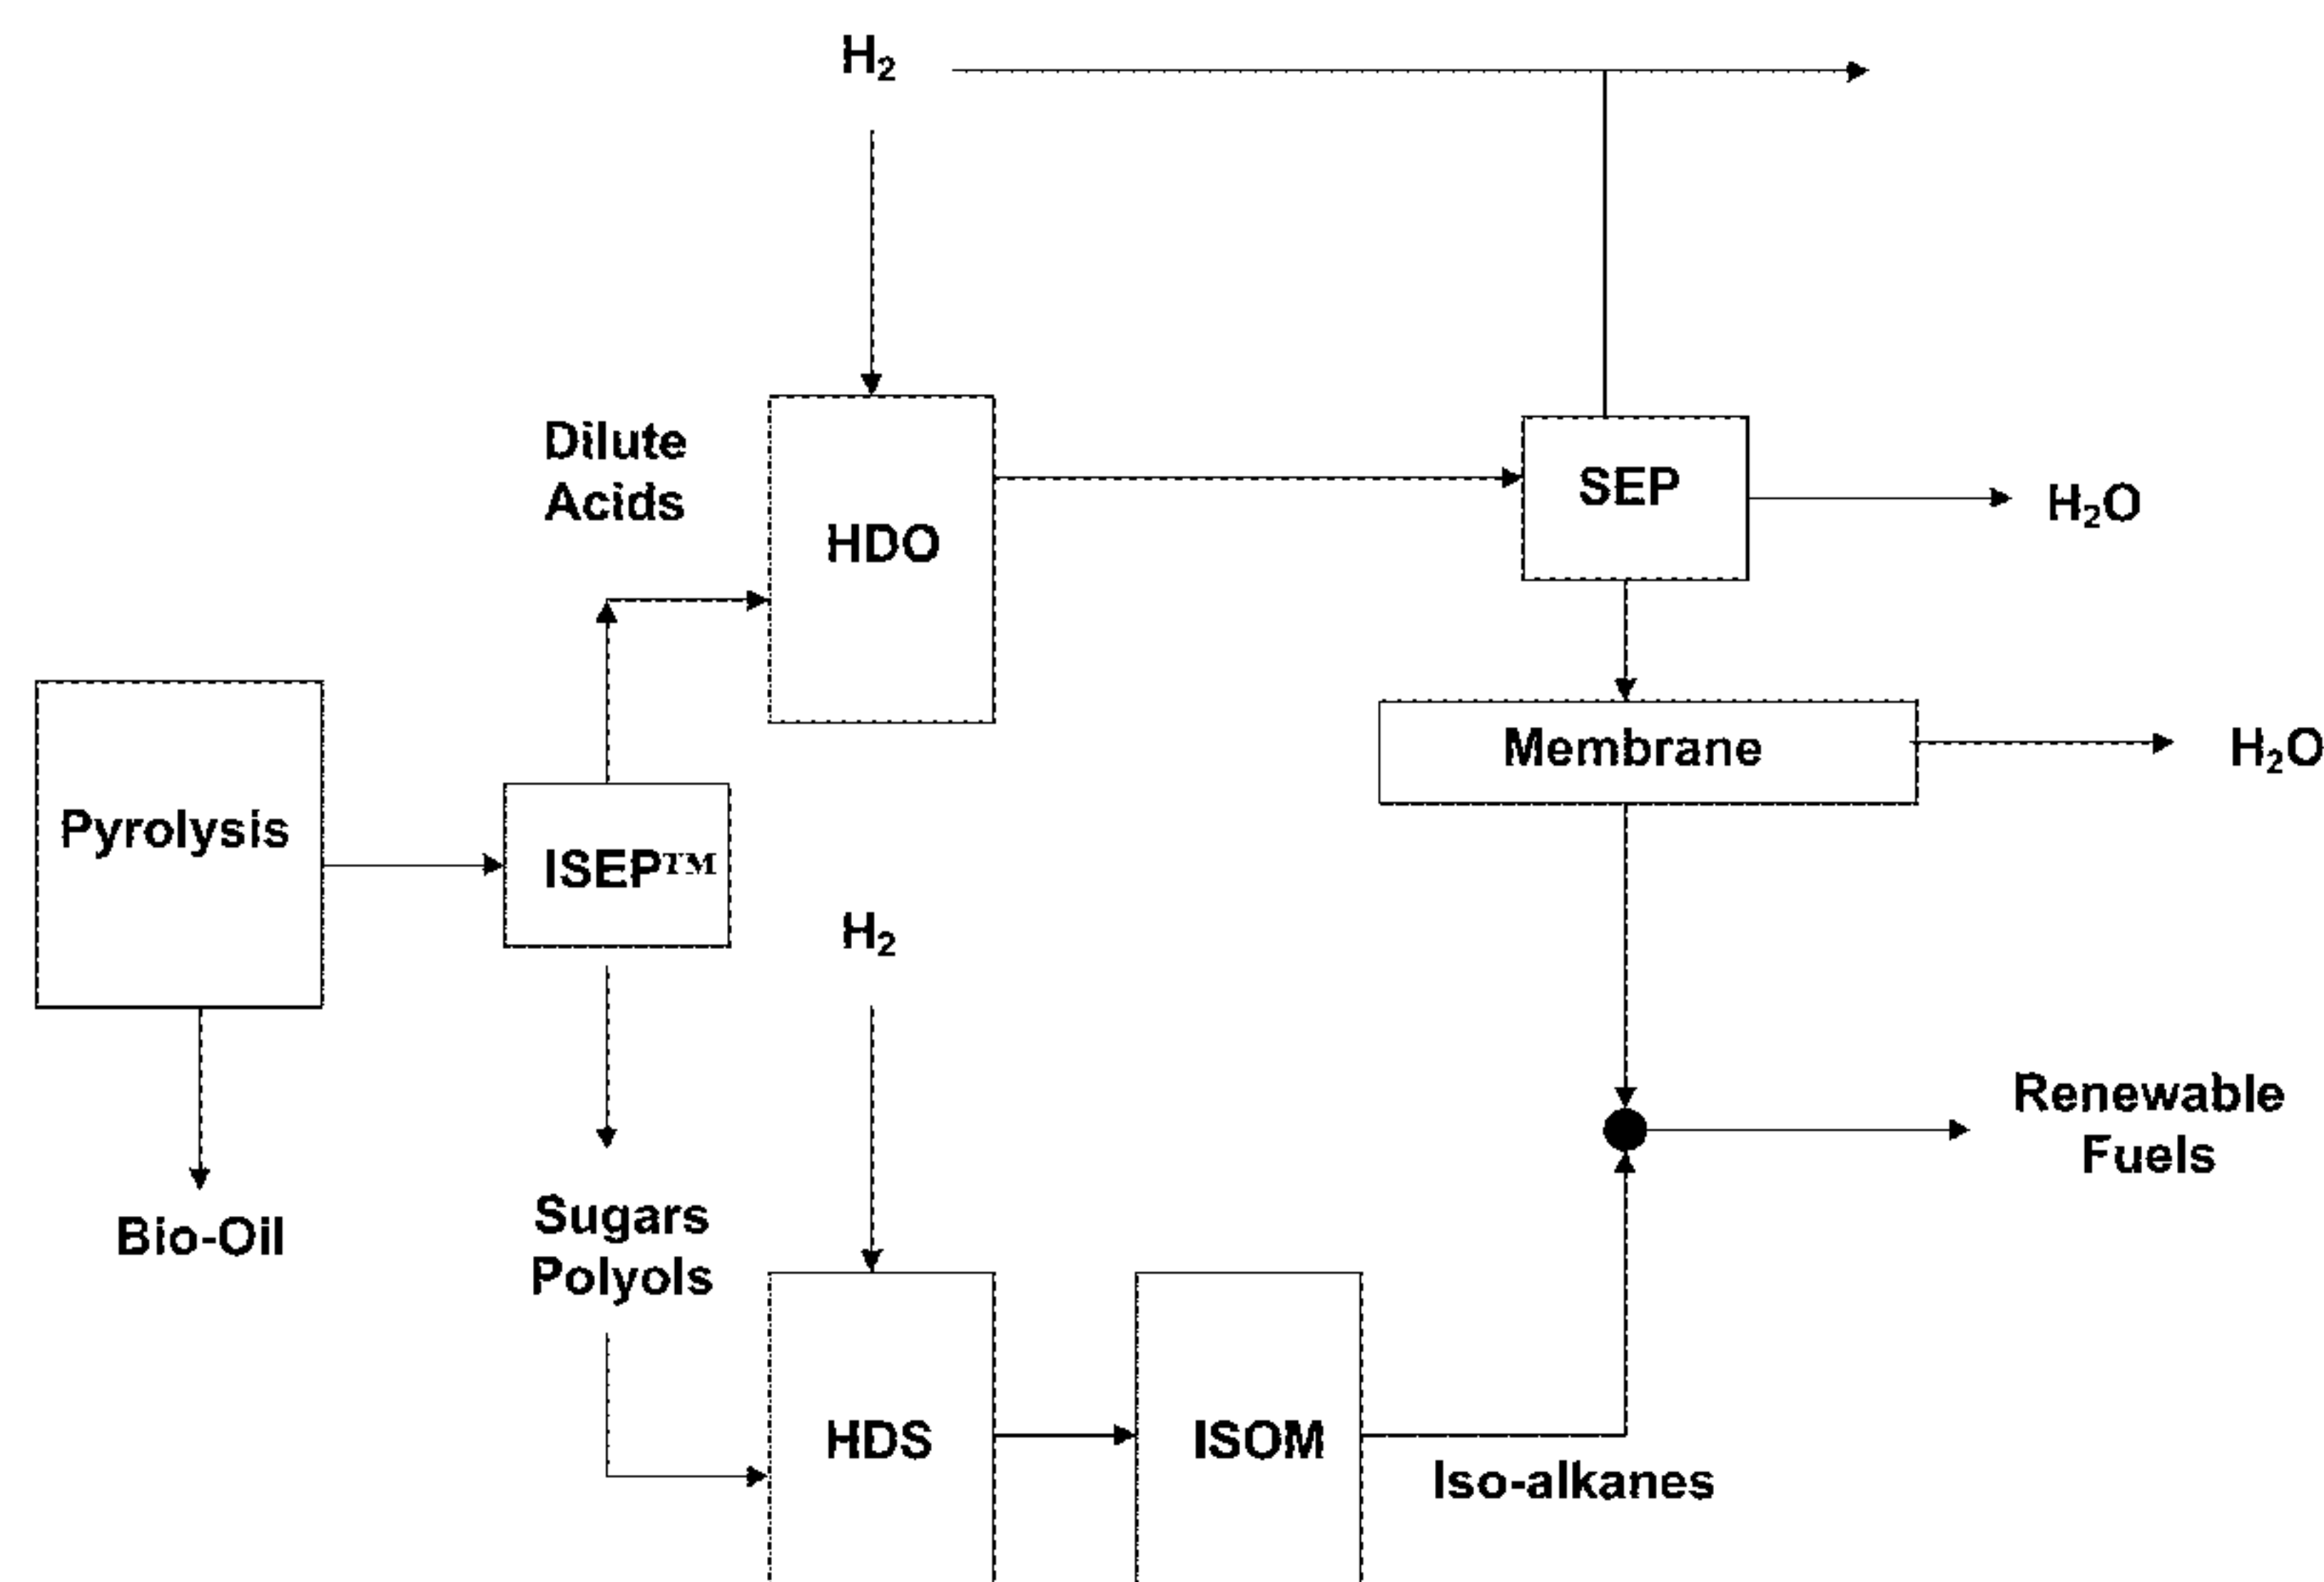 H₂
Dilute
Acids
HDO
SEP
H₂O
Membrane
H₂O
Pyrolysis
ISEP™
H₂
Renewable
Fuels
Bio-Oil
Sugars
Polyols
HDS
ISOM
Iso-alkanes